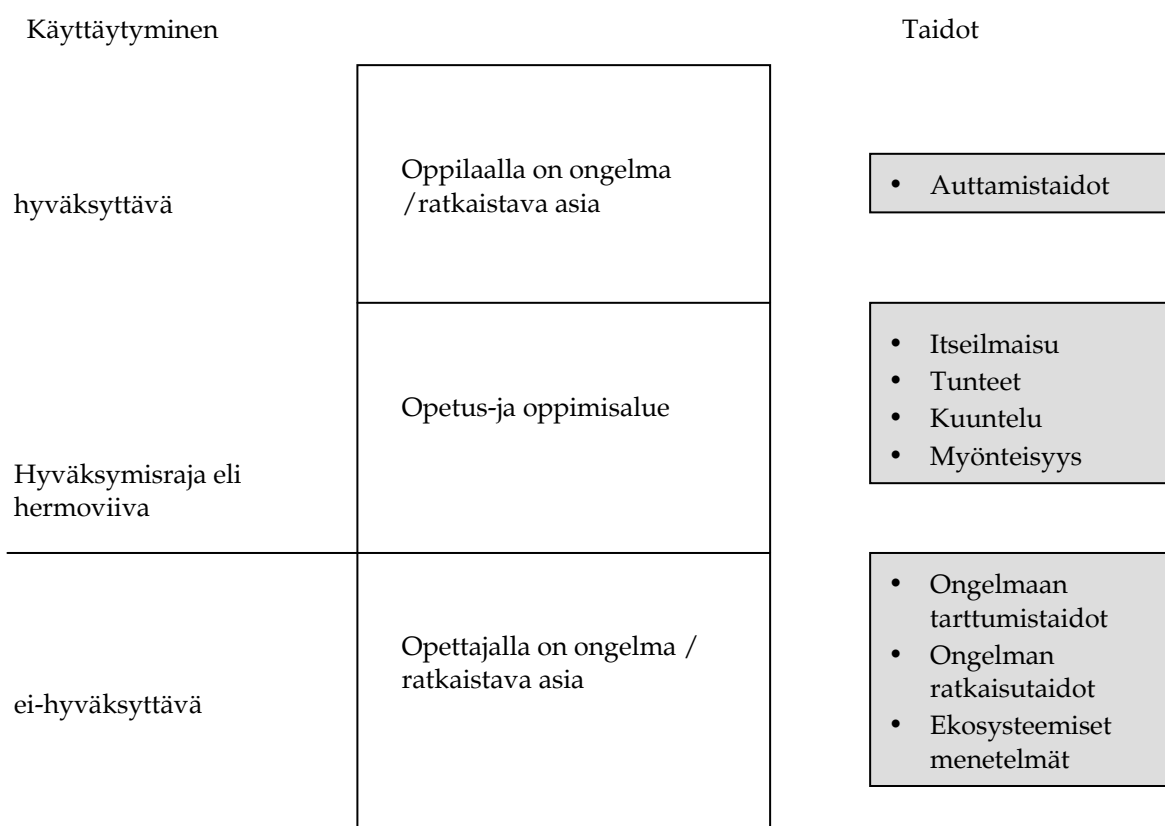 Käyttäytyminen
Taidot
hyväksyttävä
Oppilaalla on ongelma
/ratkaistava asia
• Auttamistaidot
Hyväksymisraja eli
hermoviiva
Opetus-ja oppimisalue
• Itseilmaisu
• Tunteet
• Kuuntelu
• Myönteisyys
ei-hyväksyttävä
Opettajalla on ongelma /
ratkaistava asia
• Ongelmaan
tarttumistaidot
• Ongelman
ratkaisutaidot
• Ekosysteemiset
menetelmät